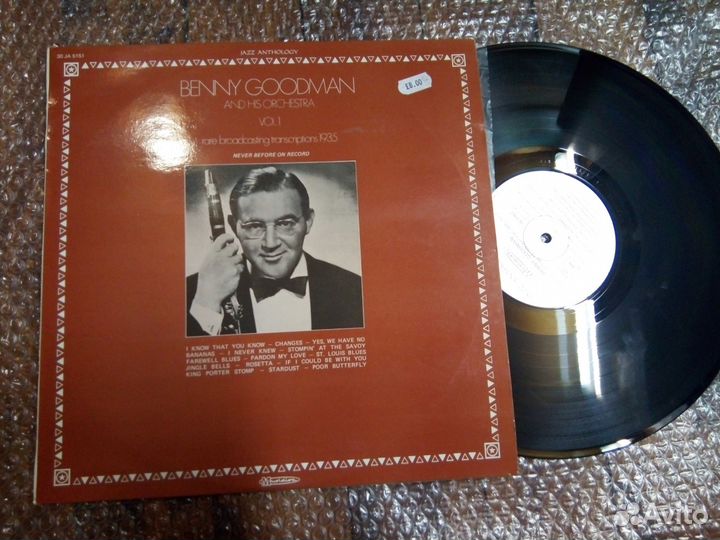 30 JA 5151
JAZZ ANTHOLOGY
BENNY GOODMAN
£8.00
AND HIS ORCHESTRA
VOL.1
rare broadcasting transcriptions 1935
NEVER BEFORE ON RECORD
I KNOW THAT YOU KNOW – CHANGES – YES, WE HAVE NO
BANANAS – I NEVER KNEW – STOMPIN' AT THE SAVOY
FAREWELL BLUES – PARDON MY LOVE – ST. LOUIS BLUES
JINGLE BELLS – ROSETTA – IF I COULD BE WITH YOU
KING PORTER STOMP – STARDUST – POOR BUTTERFLY
musidisc
Avito